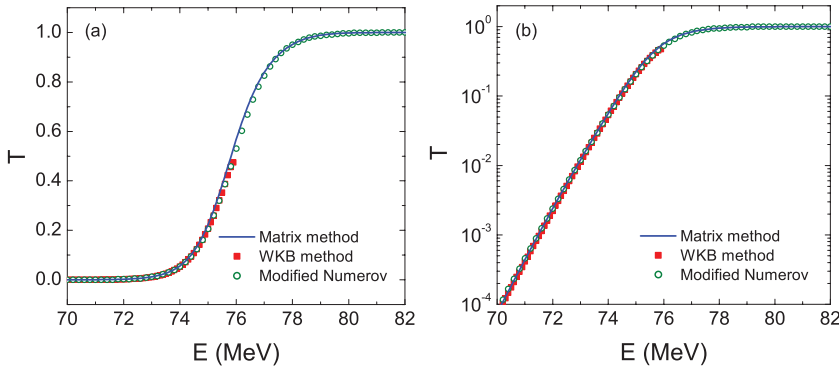 (a)
T
1.0
0.8
0.6
0.4
0.2
0.0
Matrix method
WKB method
Modified Numerov
70 72 74 76 78 80 82
E (MeV)
(b)
T
10⁰
10⁻¹
10⁻²
10⁻³
10⁻⁴
Matrix method
WKB method
Modified Numerov
70 72 74 76 78 80 82
E (MeV)